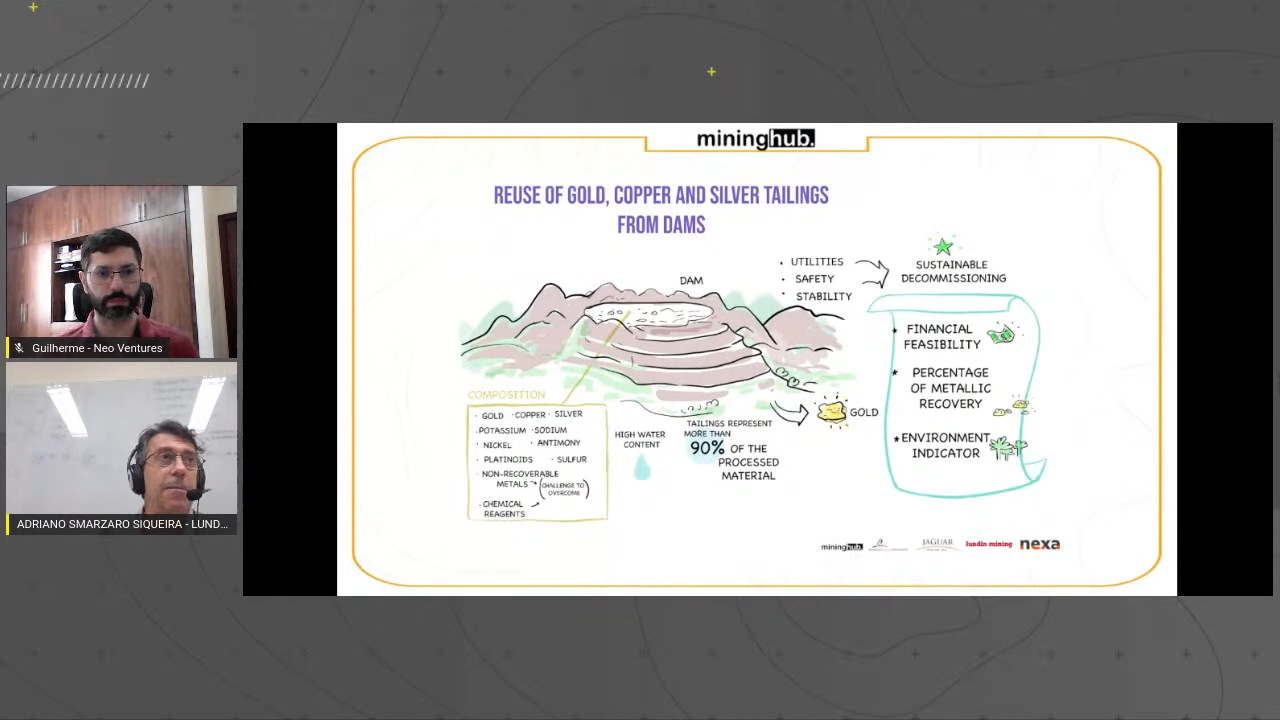 mininghub.
REUSE OF GOLD, COPPER AND SILVER TAILINGS
FROM DAMS
DAM
· UTILITIES
· SAFETY
· STABILITY
SUSTAINABLE
DECOMMISSIONING
* FINANCIAL
FEASIBILITY
* PERCENTAGE
OF METALLIC
RECOVERY
* ENVIRONMENT
INDICATOR
COMPOSITION
· GOLD · COPPER · SILVER
· POTASSIUM · SODIUM
· NICKEL · ANTIMONY
· PLATINOIDS · SULFUR
· NON-RECOVERABLE
METALS
(CHALLENGE TO
OVERCOME)
· CHEMICAL
REAGENTS
HIGH WATER
CONTENT
TAILINGS REPRESENT
MORE THAN
90% OF THE
PROCESSED
MATERIAL
GOLD
mininghub.
JAGUAR
lundin mining
nexa
Guilherme - Neo Ventures
ADRIANO SMARZARO SIQUEIRA - LUND...